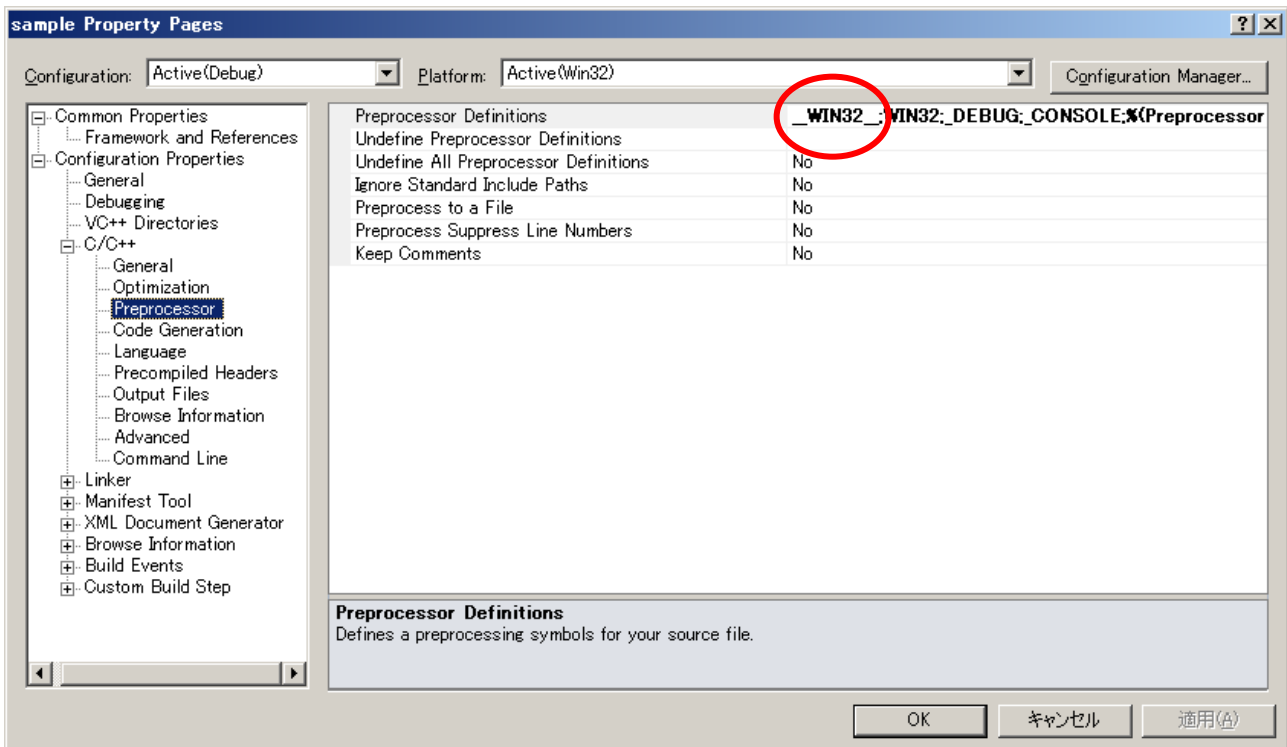 sample Property Pages
Configuration: Active(Debug) Platform: Active(Win32) Configuration Manager...
Common Properties
Framework and References
Configuration Properties
General
Debugging
VC++ Directories
C/C++
General
Optimization
Preprocessor
Code Generation
Language
Precompiled Headers
Output Files
Browse Information
Advanced
Command Line
Linker
Manifest Tool
XML Document Generator
Browse Information
Build Events
Custom Build Step
Preprocessor Definitions __WIN32__;WIN32;_DEBUG;_CONSOLE;%(Preprocessor
Undefine Preprocessor Definitions
Undefine All Preprocessor Definitions No
Ignore Standard Include Paths No
Preprocess to a File No
Preprocess Suppress Line Numbers No
Keep Comments No
Preprocessor Definitions
Defines a preprocessing symbols for your source file.
OK キャンセル 適用(A)